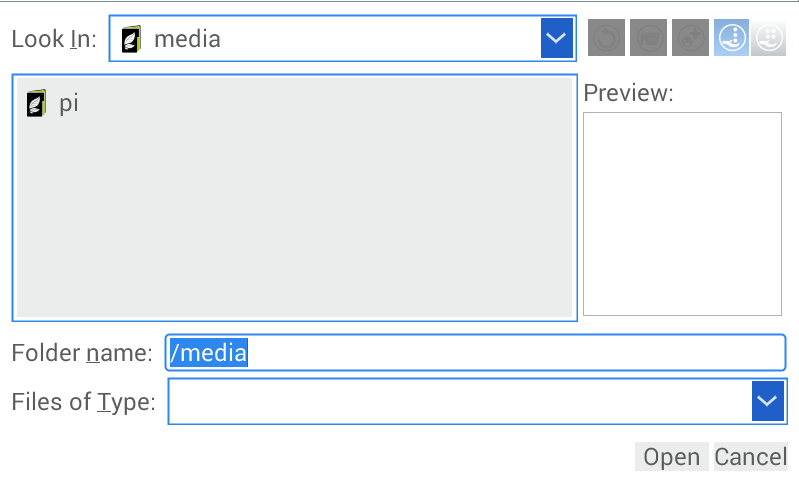 Look In: media
pi
Preview:
Folder name: /media
Files of Type:
Open Cancel